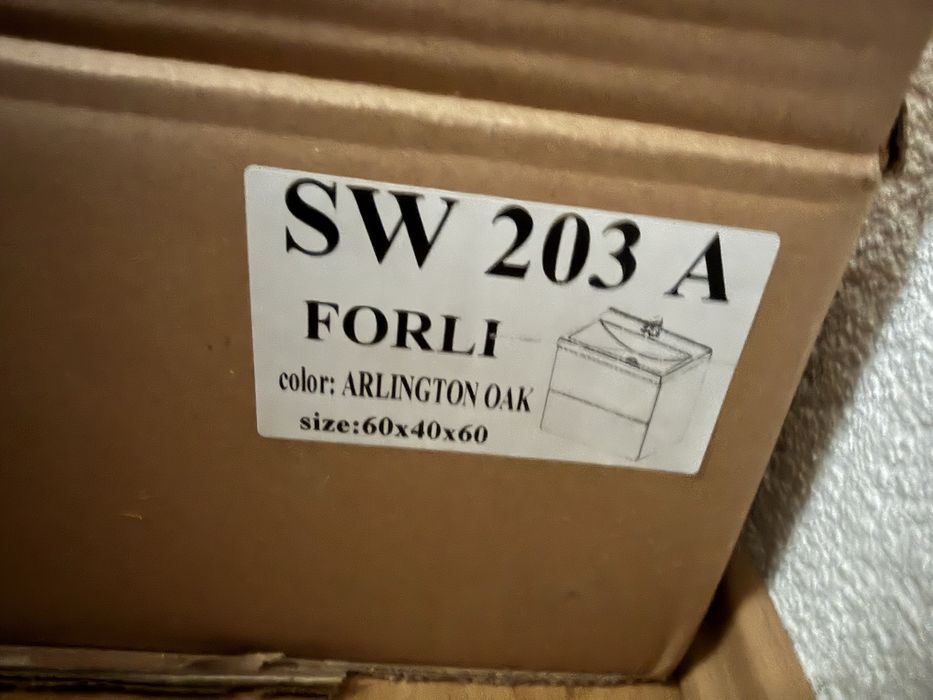 SW 203 A
FORLI
color: ARLINGTON OAK
size:60x40x60